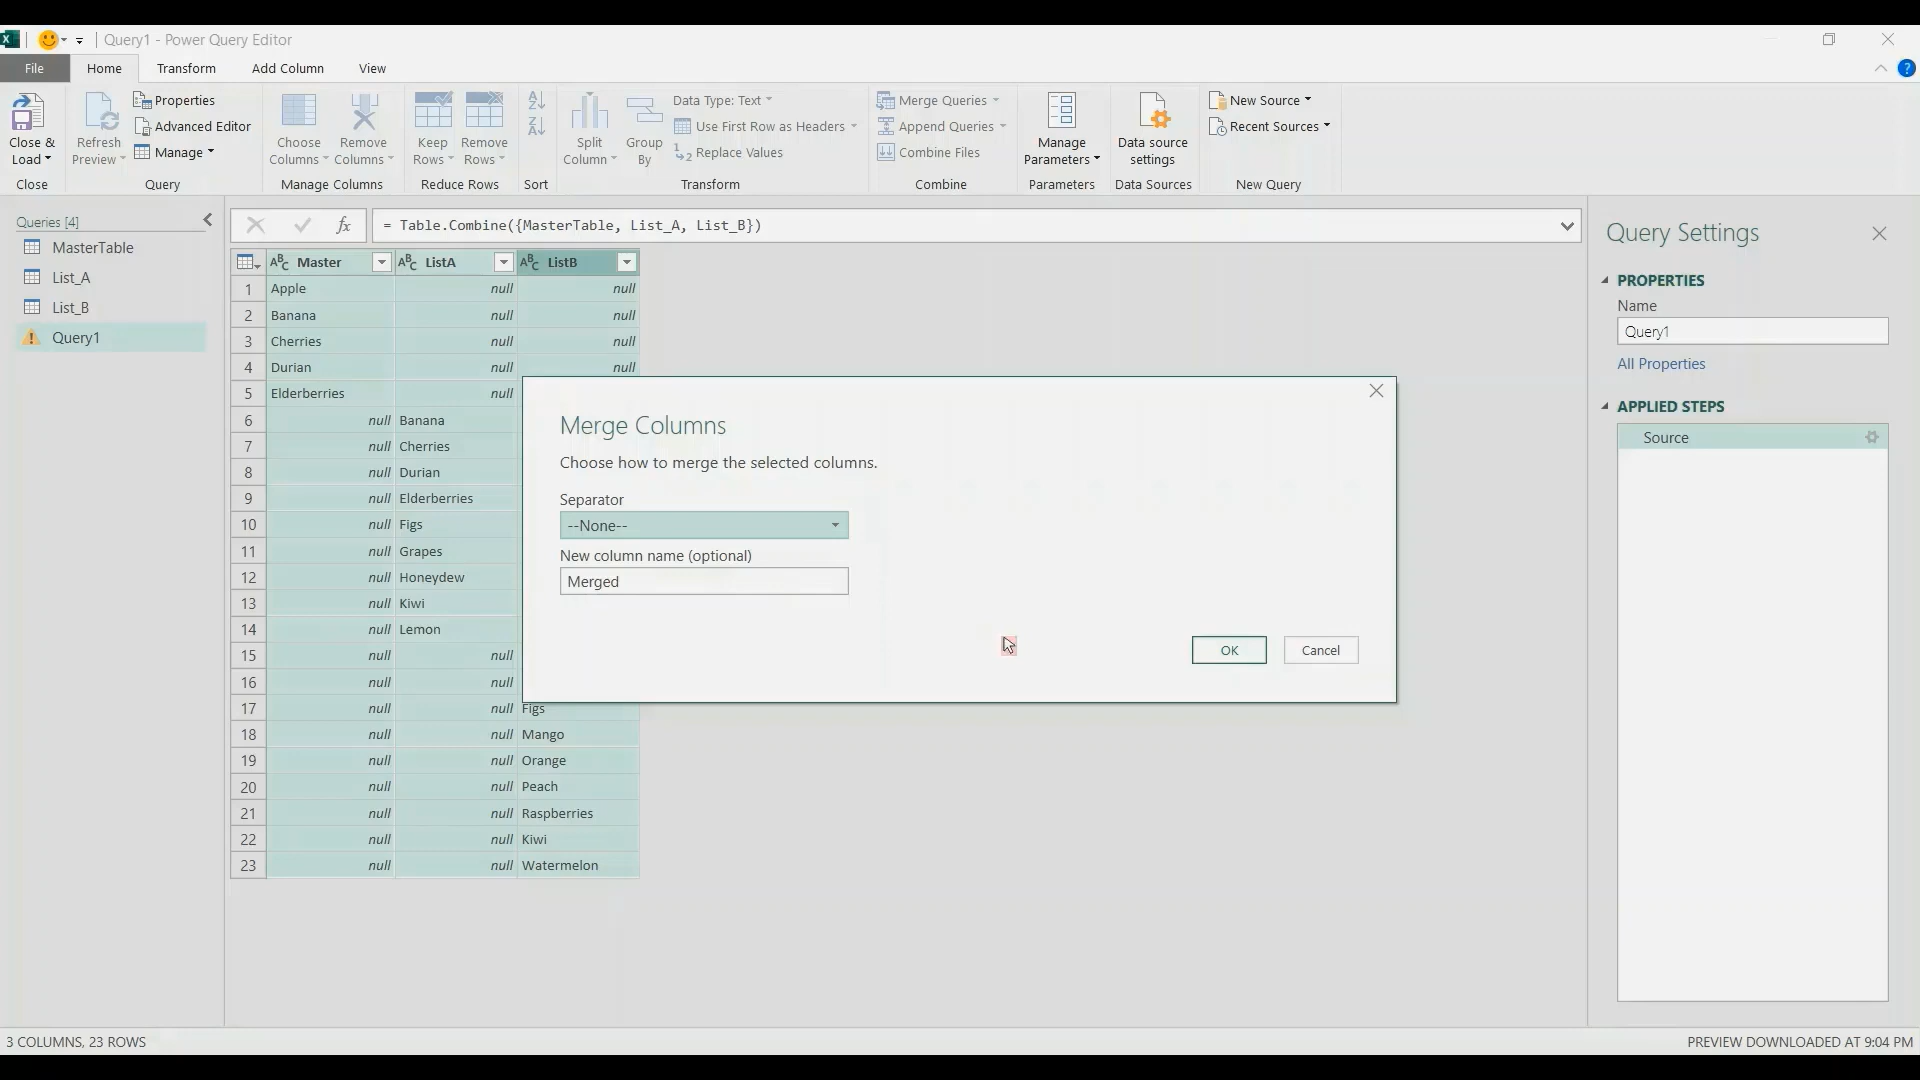 Query1 - Power Query Editor
File Home Transform Add Column View
Close & Load
Close
Refresh Preview
Properties
Advanced Editor
Manage
Query
Choose Columns
Remove Columns
Manage Columns
Keep Rows
Remove Rows
Reduce Rows
Sort
Split Column
Group By
Data Type: Text
Use First Row as Headers
Replace Values
Transform
Merge Queries
Append Queries
Combine Files
Combine
Manage Parameters
Parameters
Data source settings
Data Sources
New Source
Recent Sources
New Query
Queries [4]
MasterTable
List_A
List_B
Query1
fx = Table.Combine({MasterTable, List_A, List_B})
Master ListA ListB
1 Apple null null
2 Banana null null
3 Cherries null null
4 Durian null null
5 Elderberries null
6 null Banana
7 null Cherries
8 null Durian
9 null Elderberries
10 null Figs
11 null Grapes
12 null Honeydew
13 null Kiwi
14 null Lemon
15 null null
16 null null
17 null null Figs
18 null null Mango
19 null null Orange
20 null null Peach
21 null null Raspberries
22 null null Kiwi
23 null null Watermelon
Merge Columns
Choose how to merge the selected columns.
Separator
--None--
New column name (optional)
Merged
OK Cancel
Query Settings
PROPERTIES
Name
Query1
All Properties
APPLIED STEPS
Source
3 COLUMNS, 23 ROWS
PREVIEW DOWNLOADED AT 9:04 PM